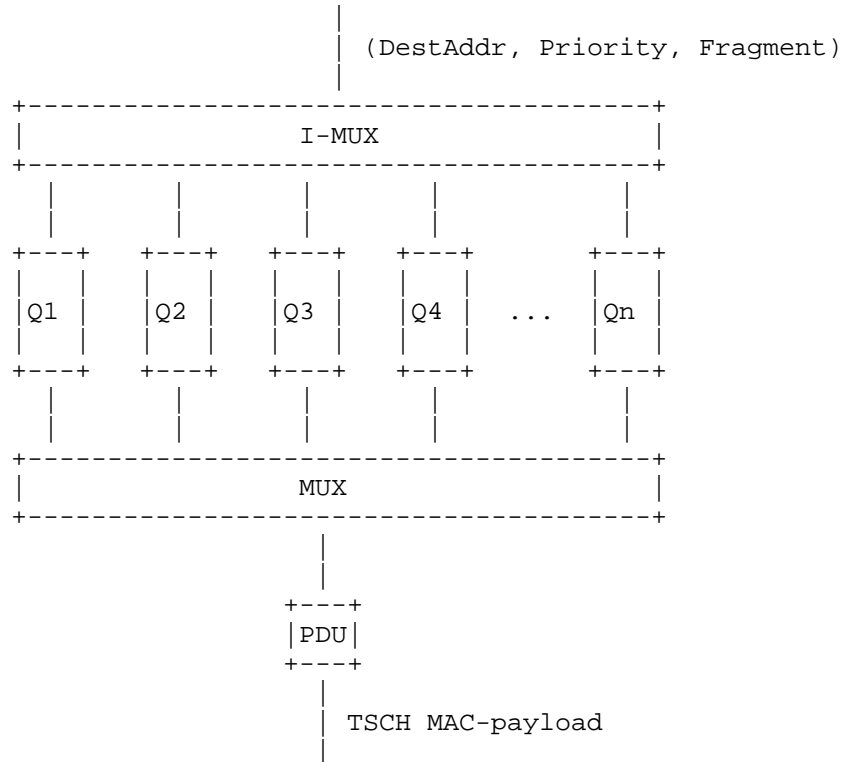 (DestAddr, Priority, Fragment)
I-MUX
Q1 Q2 Q3 Q4 ... Qn
MUX
PDU
TSCH MAC-payload